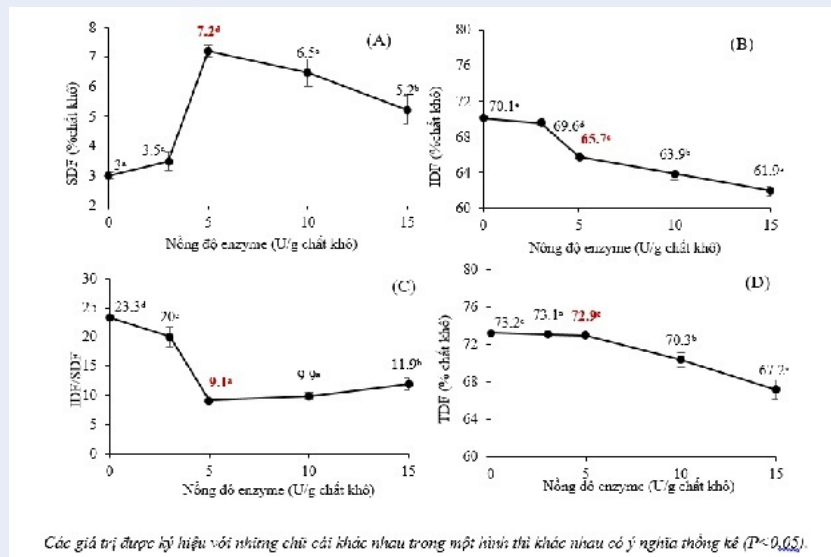 (A)
SDF (%chất khô)
8
7
6
5
4
3
2
3ª
3.5ª
7.2ᵈ
6.5ᶜ
5.2ᵇ
0 5 10 15
Nồng độ enzyme (U/g chất khô)
(B)
IDF (%chất khô)
80
76
72
68
64
60
70.1ᵉ
69.6ᵈ
65.7ᶜ
63.9ᵇ
61.9ᵃ
0 5 10 15
Nồng độ enzyme (U/g chất khô)
(C)
IDF/SDF
30
25
20
15
10
5
0
23.3ᵈ
20ᶜ
9.1ᵃ
9.9ᵃ
11.9ᵇ
0 5 10 15
Nồng độ enzyme (U/g chất khô)
(D)
TDF (% chất khô)
80
76
72
68
64
60
73.2ᶜ
73.1ᶜ
72.9ᶜ
70.3ᵇ
67.2ᵃ
0 5 10 15
Nồng độ enzyme (U/g chất khô)
Các giá trị được ký hiệu với những chữ cái khác nhau trong một hình thì khác nhau có ý nghĩa thống kê (P<0,05).